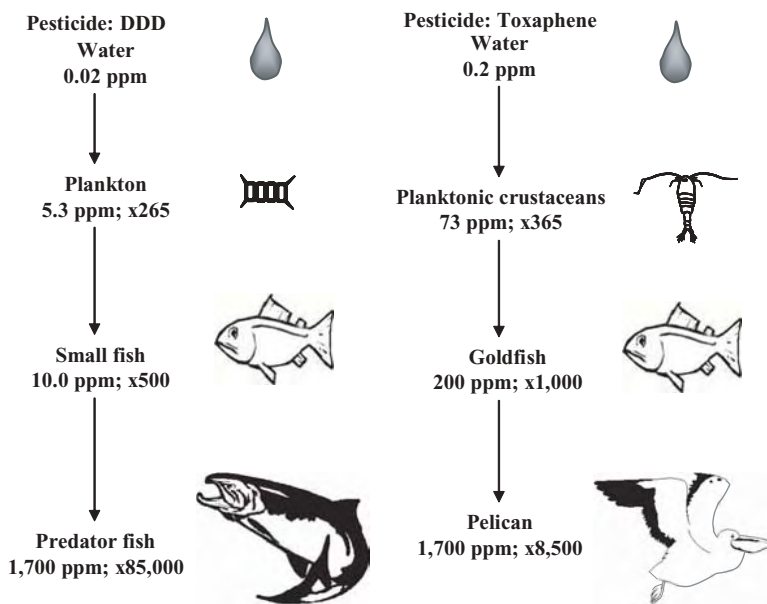 Pesticide: DDD
Water
0.02 ppm
Plankton
5.3 ppm; x265
Small fish
10.0 ppm; x500
Predator fish
1,700 ppm; x85,000
Pesticide: Toxaphene
Water
0.2 ppm
Planktonic crustaceans
73 ppm; x365
Goldfish
200 ppm; x1,000
Pelican
1,700 ppm; x8,500